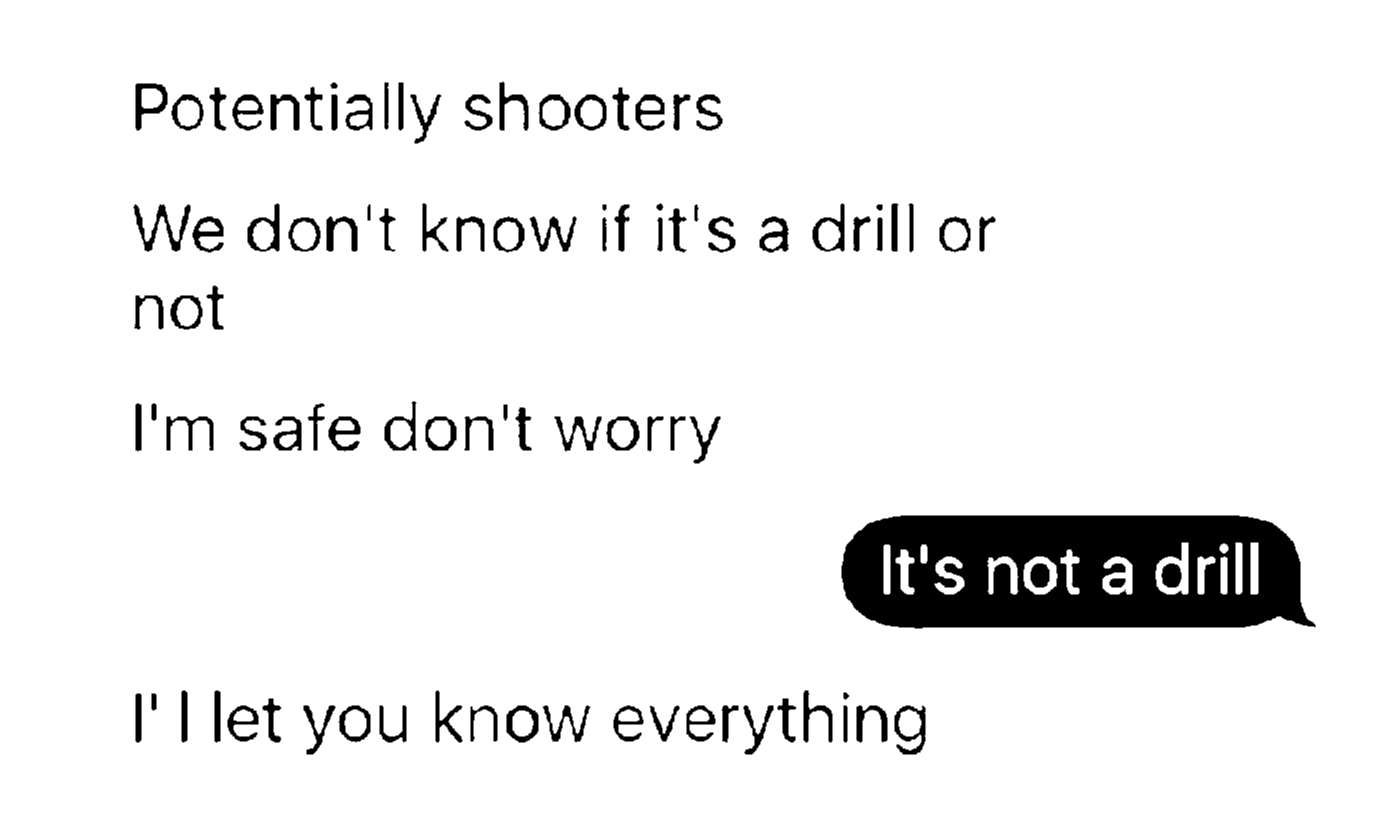 Potentially shooters
We don't know if it's a drill or
not
I'm safe don't worry
It's not a drill
I' l let you know everything